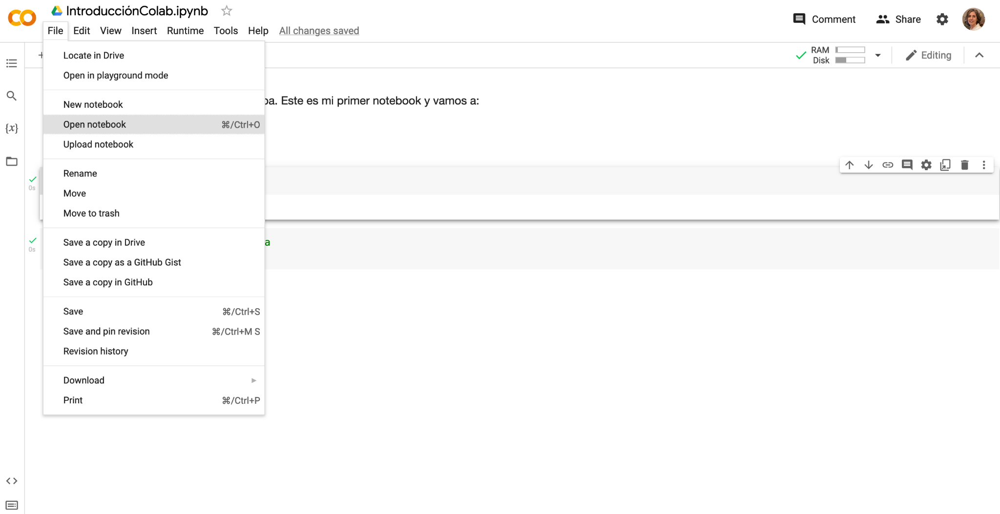 IntroducciónColab.ipynb
Comment
Share
File Edit View Insert Runtime Tools Help All changes saved
RAM
Disk
Editing
Locate in Drive
Open in playground mode
New notebook
Open notebook ⌘/Ctrl+O
Upload notebook
Rename
Move
Move to trash
Save a copy in Drive
Save a copy as a GitHub Gist
Save a copy in GitHub
Save ⌘/Ctrl+S
Save and pin revision ⌘/Ctrl+M S
Revision history
Download
Print ⌘/Ctrl+P
Este es mi primer notebook y vamos a:
0s
a
0s
{x}